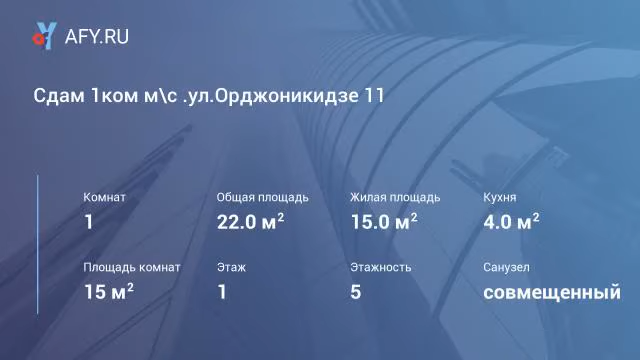 AFY.RU
Сдам 1ком м\с .ул.Орджоникидзе 11
Комнат
Общая площадь
Жилая площадь
Кухня
1
22.0 м²
15.0 м²
4.0 м²
Площадь комнат
Этаж
Этажность
Санузел
15 м²
1
5
совмещенный